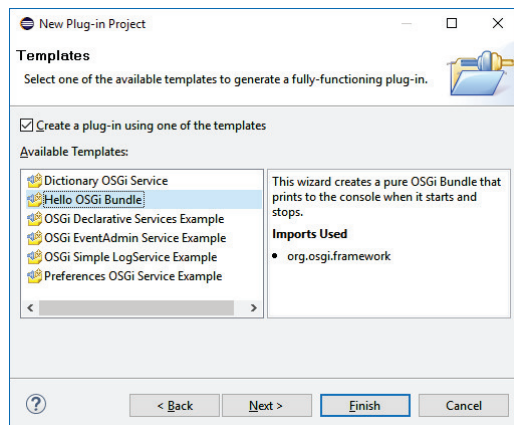 New Plug-in Project
Templates
Select one of the available templates to generate a fully-functioning plug-in.
Create a plug-in using one of the templates
Available Templates:
Dictionary OSGi Service
Hello OSGi Bundle
OSGi Declarative Services Example
OSGi EventAdmin Service Example
OSGi Simple LogService Example
Preferences OSGi Service Example
This wizard creates a pure OSGi Bundle that
prints to the console when it starts and
stops.
Imports Used
• org.osgi.framework
? < Back Next > Finish Cancel